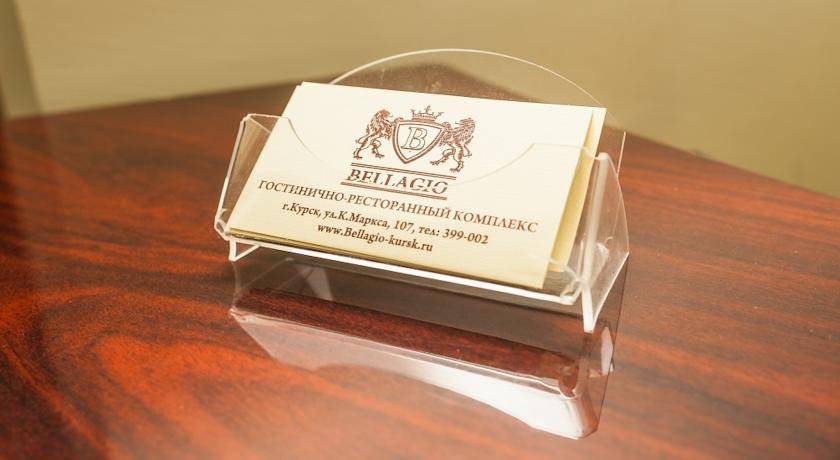 B
BELLAGIO
ГОСТИНИЧНО-РЕСТОРАННЫЙ КОМПЛЕКС
г.Курск, ул.К.Маркса, 107, тел: 399-002
www.Bellagio-kursk.ru